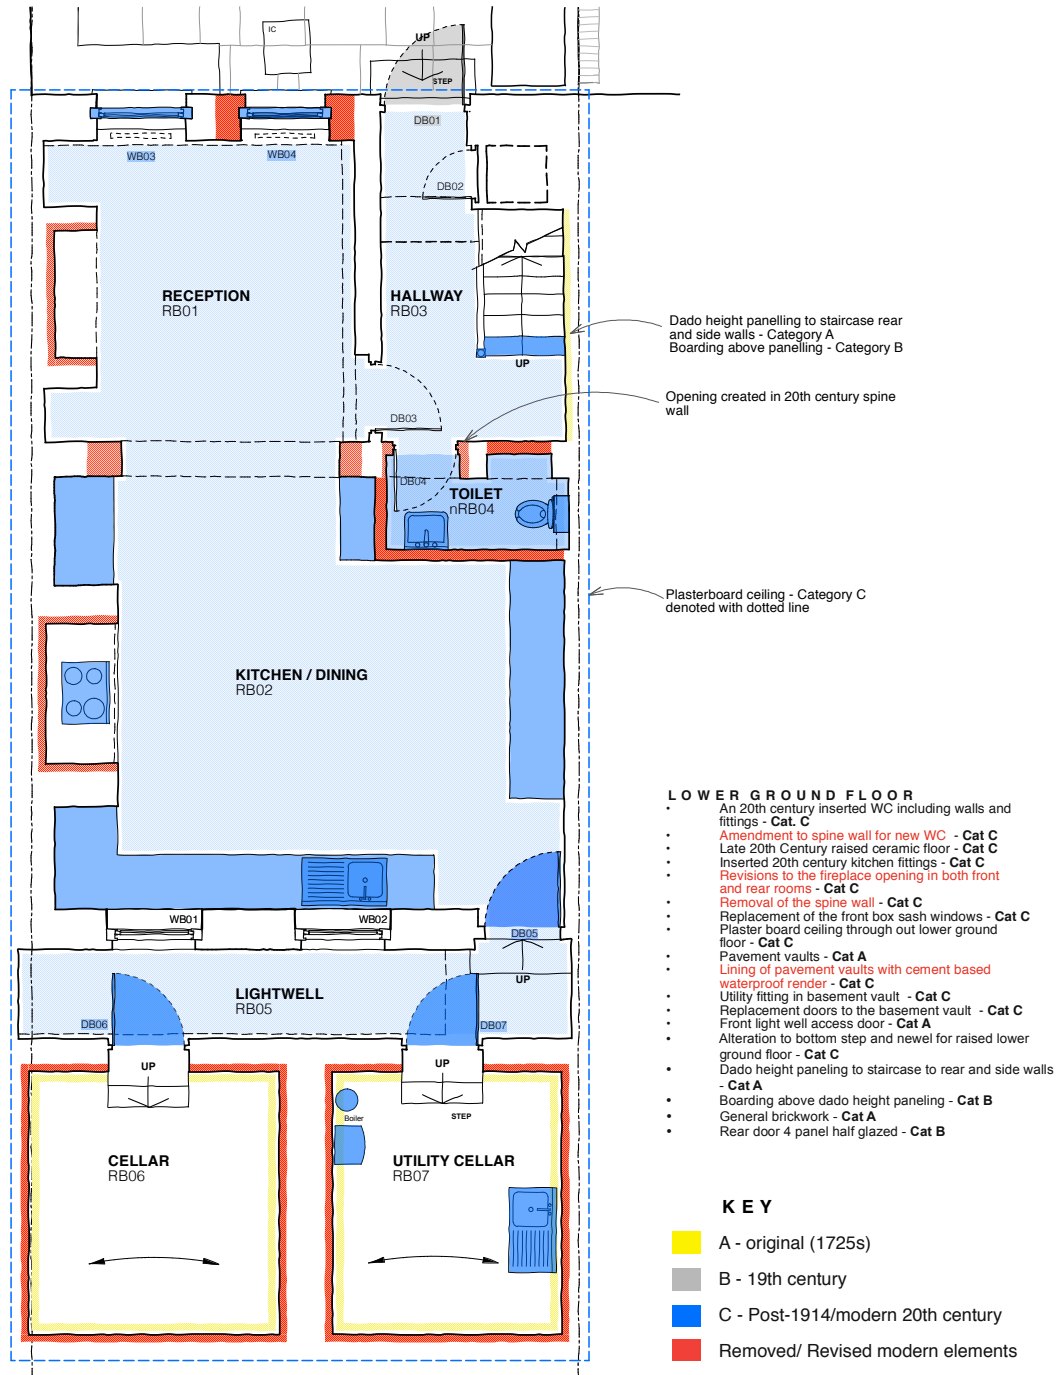 IC
UP
STEP
DB01
WB03
WB04
DB02
RECEPTION
RB01
HALLWAY
RB03
Dado height panelling to staircase rear
and side walls - Category A
Boarding above panelling - Category B
UP
Opening created in 20th century spine
wall
DB03
DB04
TOILET
nRB04
Plasterboard ceiling - Category C
denoted with dotted line
KITCHEN / DINING
RB02
LOWER GROUND FLOOR
• An 20th century inserted WC including walls and
fittings - Cat. C
• Amendment to spine wall for new WC - Cat C
• Late 20th Century raised ceramic floor - Cat C
• Inserted 20th century kitchen fittings - Cat C
• Revisions to the fireplace opening in both front
and rear rooms - Cat C
• Removal of the spine wall - Cat C
• Replacement of the front box sash windows - Cat C
• Plaster board ceiling through out lower ground
floor - Cat C
• Pavement vaults - Cat A
• Lining of pavement vaults with cement based
waterproof render - Cat C
• Utility fitting in basement vault - Cat C
• Replacement doors to the basement vault - Cat C
• Front light well access door - Cat A
• Alteration to bottom step and newel for raised lower
ground floor - Cat C
• Dado height paneling to staircase to rear and side walls
- Cat A
• Boarding above dado height paneling - Cat B
• General brickwork - Cat A
• Rear door 4 panel half glazed - Cat B
WB01
WB02
DB05
UP
LIGHTWELL
RB05
DB06
DB07
UP
UP
STEP
Boiler
CELLAR
RB06
UTILITY CELLAR
RB07
KEY
A - original (1725s)
B - 19th century
C - Post-1914/modern 20th century
Removed/ Revised modern elements